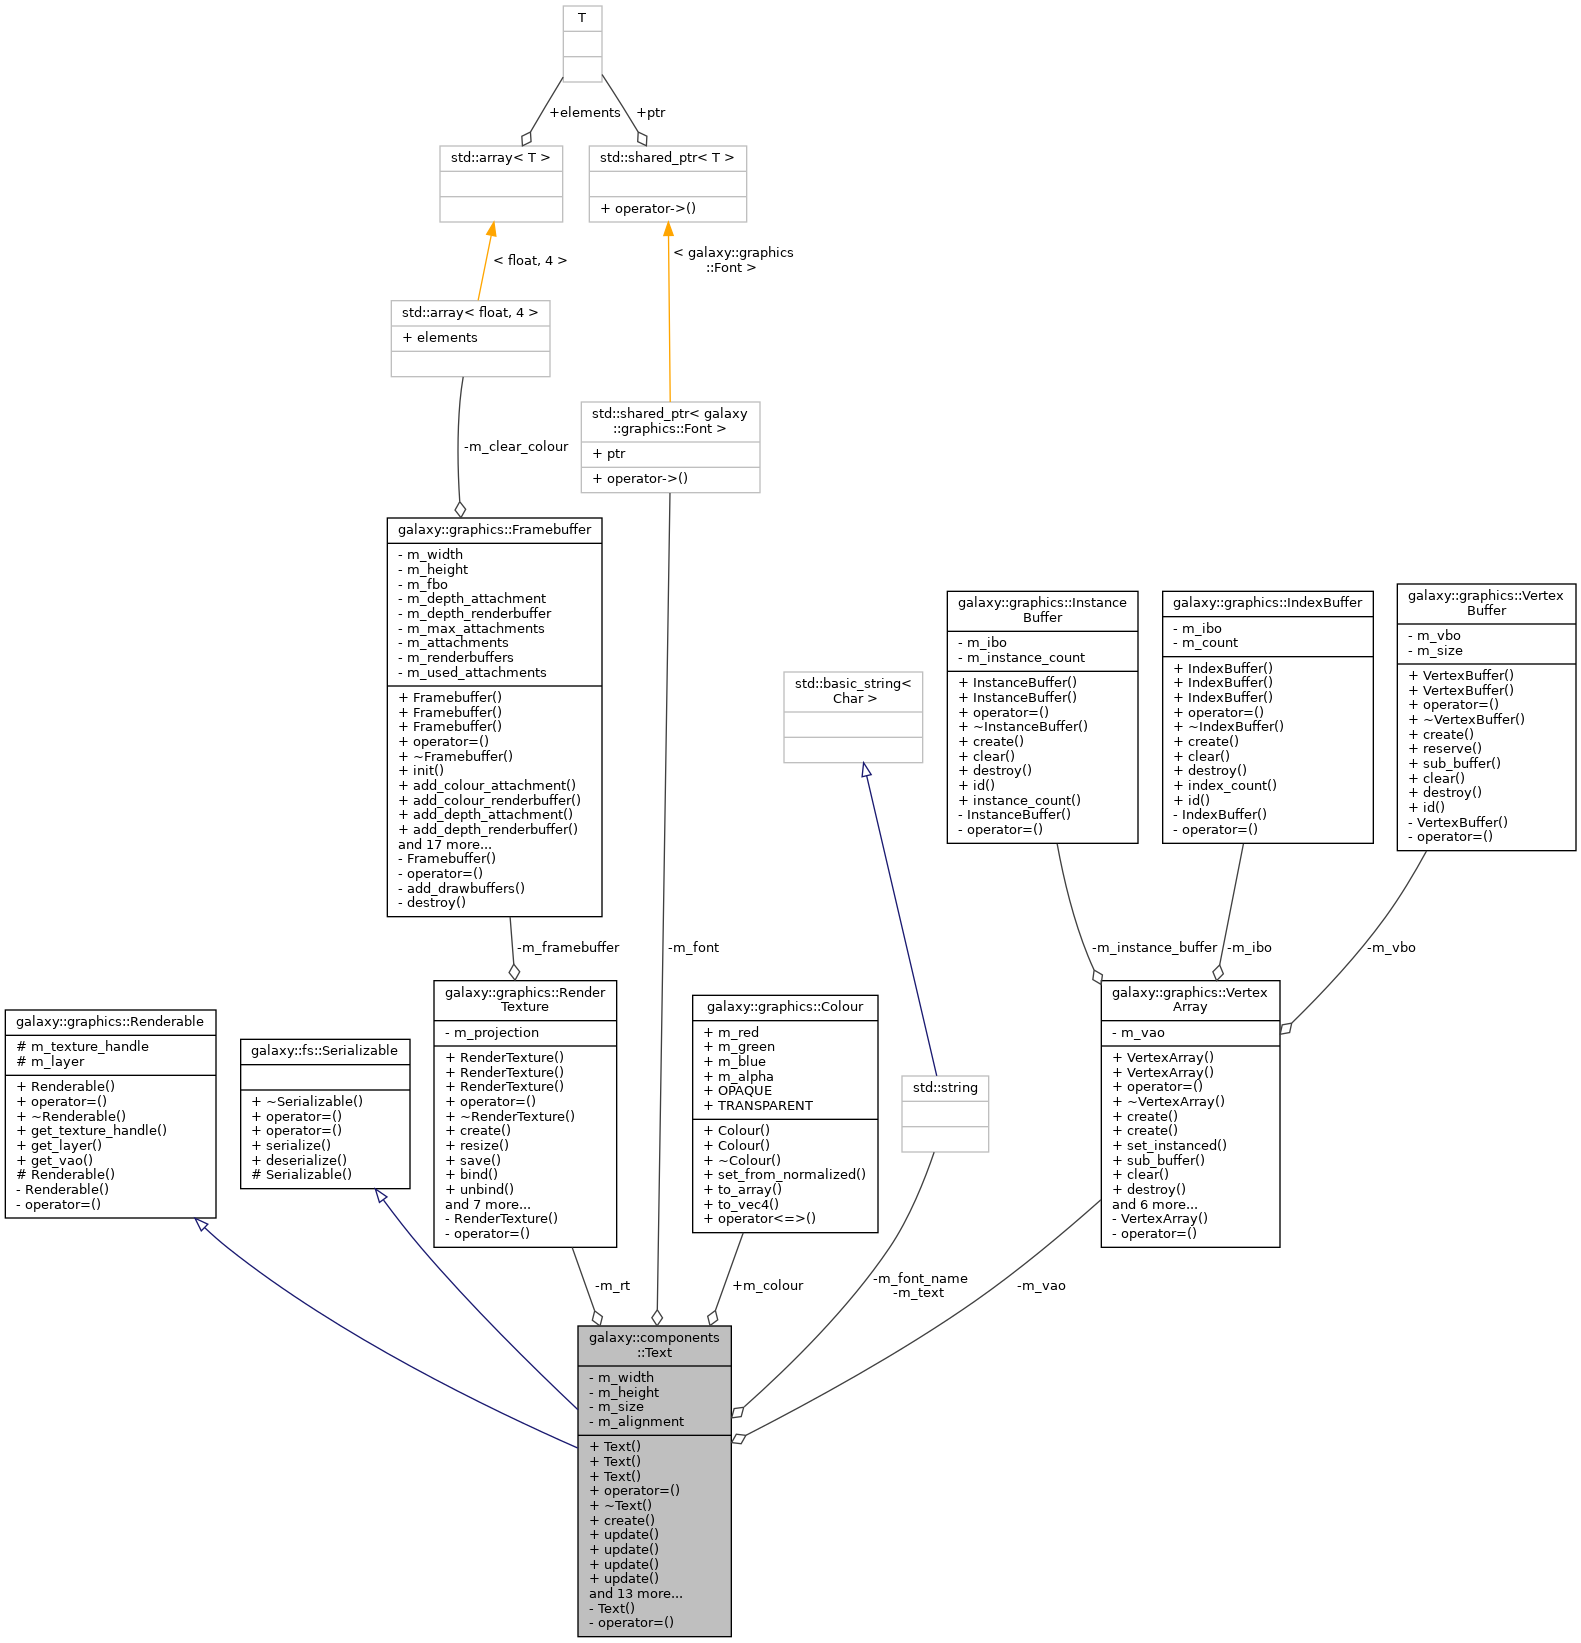 T
+elements
+ptr
std::array< T >
std::shared_ptr< T >
+ operator->()
< float, 4 >
< galaxy::graphics
::Font >
std::array< float, 4 >
+ elements
-m_clear_colour
std::shared_ptr< galaxy
::graphics::Font >
+ ptr
+ operator->()
galaxy::graphics::Framebuffer
- m_width
- m_height
- m_fbo
- m_depth_attachment
- m_depth_renderbuffer
- m_max_attachments
- m_attachments
- m_renderbuffers
- m_used_attachments
+ Framebuffer()
+ Framebuffer()
+ Framebuffer()
+ operator=()
+ ~Framebuffer()
+ init()
+ add_colour_attachment()
+ add_colour_renderbuffer()
+ add_depth_attachment()
+ add_depth_renderbuffer()
and 17 more...
- Framebuffer()
- operator=()
- add_drawbuffers()
- destroy()
std::basic_string<
Char >
galaxy::graphics::Instance
Buffer
- m_ibo
- m_instance_count
+ InstanceBuffer()
+ InstanceBuffer()
+ operator=()
+ ~InstanceBuffer()
+ create()
+ clear()
+ destroy()
+ id()
+ instance_count()
- InstanceBuffer()
- operator=()
galaxy::graphics::IndexBuffer
- m_ibo
- m_count
+ IndexBuffer()
+ IndexBuffer()
+ IndexBuffer()
+ operator=()
+ ~IndexBuffer()
+ create()
+ clear()
+ destroy()
+ index_count()
+ id()
- IndexBuffer()
- operator=()
galaxy::graphics::Vertex
Buffer
- m_vbo
- m_size
+ VertexBuffer()
+ VertexBuffer()
+ operator=()
+ ~VertexBuffer()
+ create()
+ reserve()
+ sub_buffer()
+ clear()
+ destroy()
+ id()
- VertexBuffer()
- operator=()
-m_framebuffer
-m_font
-m_instance_buffer
-m_ibo
-m_vbo
galaxy::graphics::Renderable
# m_texture_handle
# m_layer
+ Renderable()
+ operator=()
+ ~Renderable()
+ get_texture_handle()
+ get_layer()
+ get_vao()
# Renderable()
- Renderable()
- operator=()
galaxy::fs::Serializable
+ ~Serializable()
+ operator=()
+ operator=()
+ serialize()
+ deserialize()
# Serializable()
galaxy::graphics::Render
Texture
- m_projection
+ RenderTexture()
+ RenderTexture()
+ RenderTexture()
+ operator=()
+ ~RenderTexture()
+ create()
+ resize()
+ save()
+ bind()
+ unbind()
and 7 more...
- RenderTexture()
- operator=()
galaxy::graphics::Colour
+ m_red
+ m_green
+ m_blue
+ m_alpha
+ OPAQUE
+ TRANSPARENT
+ Colour()
+ Colour()
+ ~Colour()
+ set_from_normalized()
+ to_array()
+ to_vec4()
+ operator<=>()
std::string
galaxy::graphics::Vertex
Array
- m_vao
+ VertexArray()
+ VertexArray()
+ operator=()
+ ~VertexArray()
+ create()
+ create()
+ set_instanced()
+ sub_buffer()
+ clear()
+ destroy()
and 6 more...
- VertexArray()
- operator=()
-m_rt
+m_colour
-m_font_name
-m_text
-m_vao
galaxy::components
::Text
- m_width
- m_height
- m_size
- m_alignment
+ Text()
+ Text()
+ Text()
+ operator=()
+ ~Text()
+ create()
+ update()
+ update()
+ update()
+ update()
and 13 more...
- Text()
- operator=()